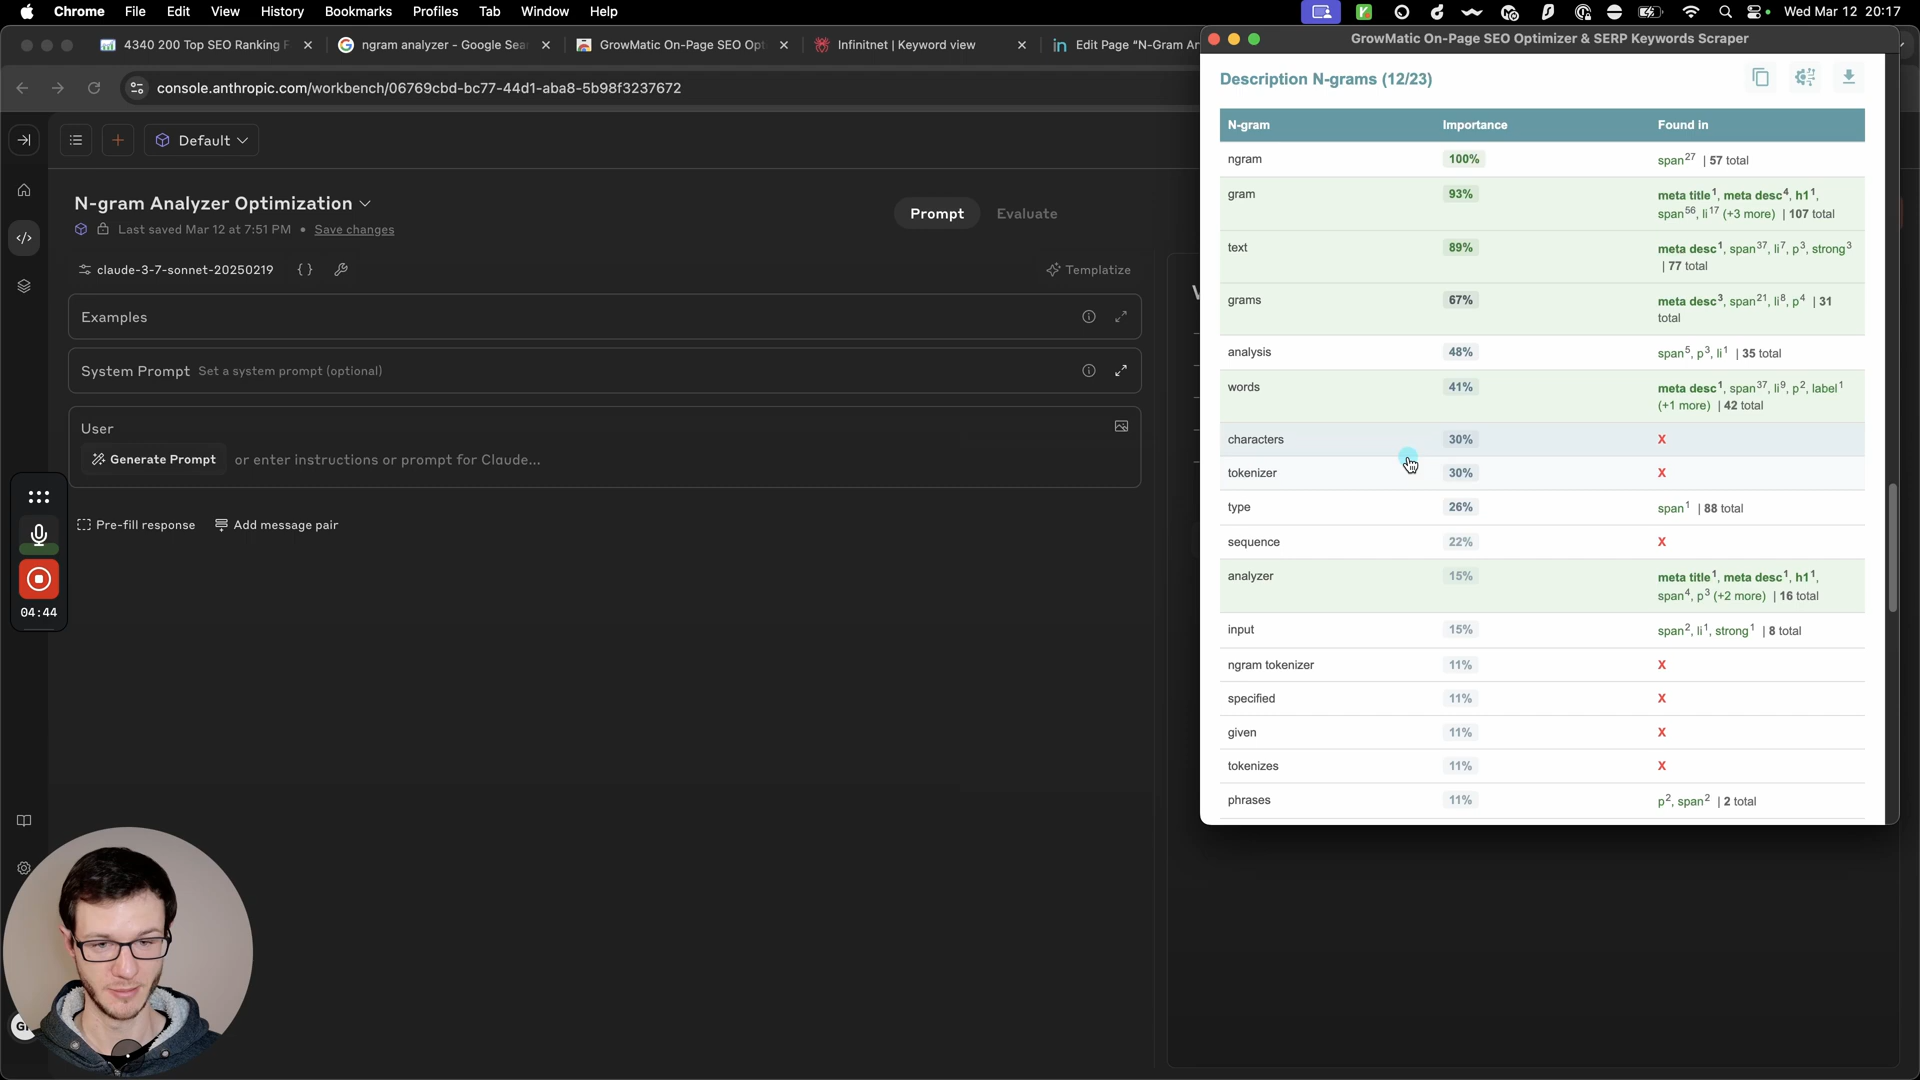 Chrome File Edit View History Bookmarks Profiles Tab Window Help
Wed Mar 12 20:17
4340 200 Top SEO Ranking F
ngram analyzer - Google Sea
GrowMatic On-Page SEO Opt
Infinitnet | Keyword view
Edit Page "N-Gram Ar
console.anthropic.com/workbench/06769cbd-bc77-44d1-aba8-5b98f3237672
Default
N-gram Analyzer Optimization
Last saved Mar 12 at 7:51 PM • Save changes
Prompt Evaluate
claude-3-7-sonnet-20250219
{ }
Templatize
Examples
System Prompt Set a system prompt (optional)
User
Generate Prompt or enter instructions or prompt for Claude...
Pre-fill response Add message pair
04:44
GrowMatic On-Page SEO Optimizer & SERP Keywords Scraper
Description N-grams (12/23)
N-gram Importance Found in
ngram 100% span27 | 57 total
gram 93% meta title1, meta desc4, h11,
span56, li17 (+3 more) | 107 total
text 89% meta desc1, span37, li7, p3, strong3
| 77 total
grams 67% meta desc3, span21, li8, p4 | 31
total
analysis 48% span5, p3, li1 | 35 total
words 41% meta desc1, span37, li9, p2, label1
(+1 more) | 42 total
characters 30% X
tokenizer 30% X
type 26% span1 | 88 total
sequence 22% X
analyzer 15% meta title1, meta desc1, h11,
span4, p3 (+2 more) | 16 total
input 15% span2, li1, strong1 | 8 total
ngram tokenizer 11% X
specified 11% X
given 11% X
tokenizes 11% X
phrases 11% p2, span2 | 2 total